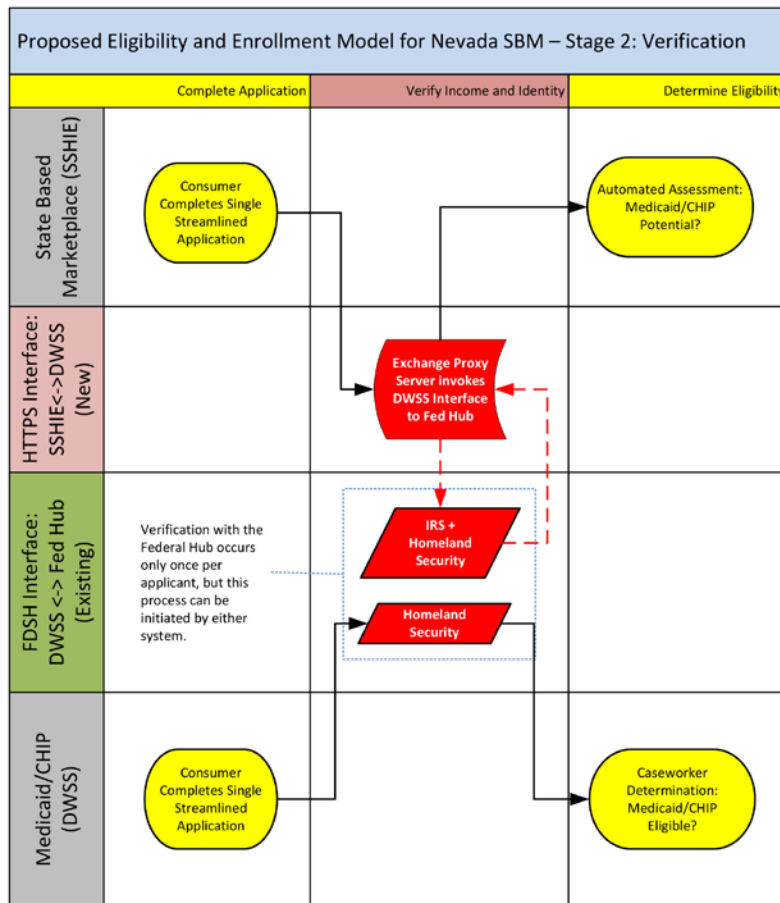 Proposed Eligibility and Enrollment Model for Nevada SBM – Stage 2: Verification
Complete Application
Verify Income and Identity
Determine Eligibility
State Based
Marketplace (SSHIE)
Consumer
Completes Single
Streamlined
Application
Automated Assessment:
Medicaid/CHIP
Potential?
HTTPS Interface:
SSHIE<->DWSS
(New)
Exchange Proxy
Server invokes
DWSS Interface
to Fed Hub
FDSH Interface:
DWSS <-> Fed Hub
(Existing)
Verification with the
Federal Hub occurs
only once per
applicant, but this
process can be
initiated by either
system.
IRS +
Homeland
Security
Homeland
Security
Medicaid/CHIP
(DWSS)
Consumer
Completes Single
Streamlined
Application
Caseworker
Determination:
Medicaid/CHIP
Eligible?